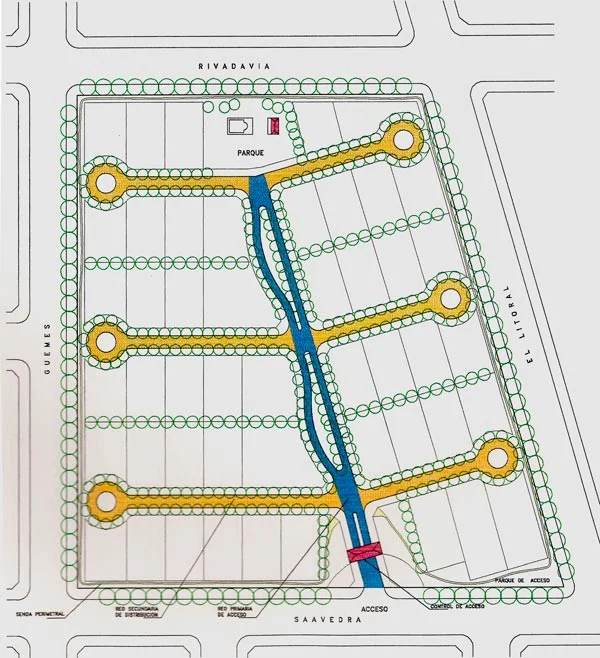 RIVADAVIA
PARQUE
GUEMES
EL LITORAL
PARQUE DE ACCESO
SENDA PERIMETRAL
RED SECUNDARIA
DE DISTRIBUCION
RED PRIMARIA
DE ACCESO
ACCESO
CONTROL DE ACCESO
SAAVEDRA